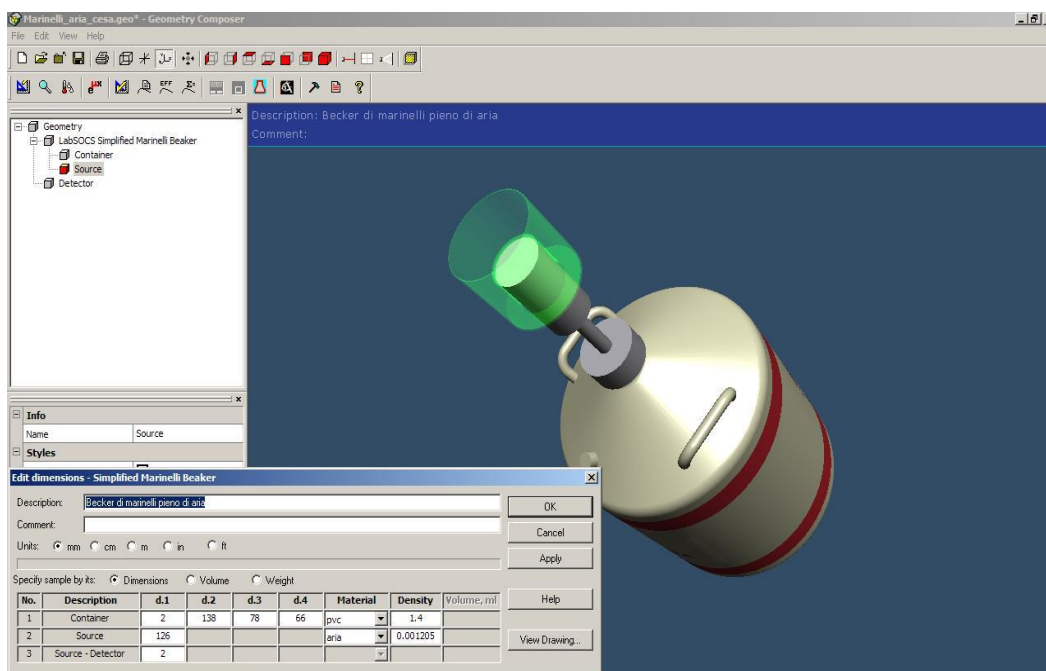 Marinelli_aria_cesa.geo* - Geometry Composer
File Edit View Help
Description: Becker di marinelli pieno di aria
Comment:
Geometry
LabSOCS Simplified Marinelli Beaker
Container
Source
Detector
Info
Name Source
Styles
Edit dimensions - Simplified Marinelli Beaker
Description: Becker di marinelli pieno di aria
Comment:
Units: mm cm m in ft
Specify sample by its: Dimensions Volume Weight
OK
Cancel
Apply
Help
View Drawing...
No. Description d.1 d.2 d.3 d.4 Material Density Volume, ml
1 Container 2 138 78 66 pvc 1.4
2 Source 126 aria 0.001205
3 Source - Detector 2